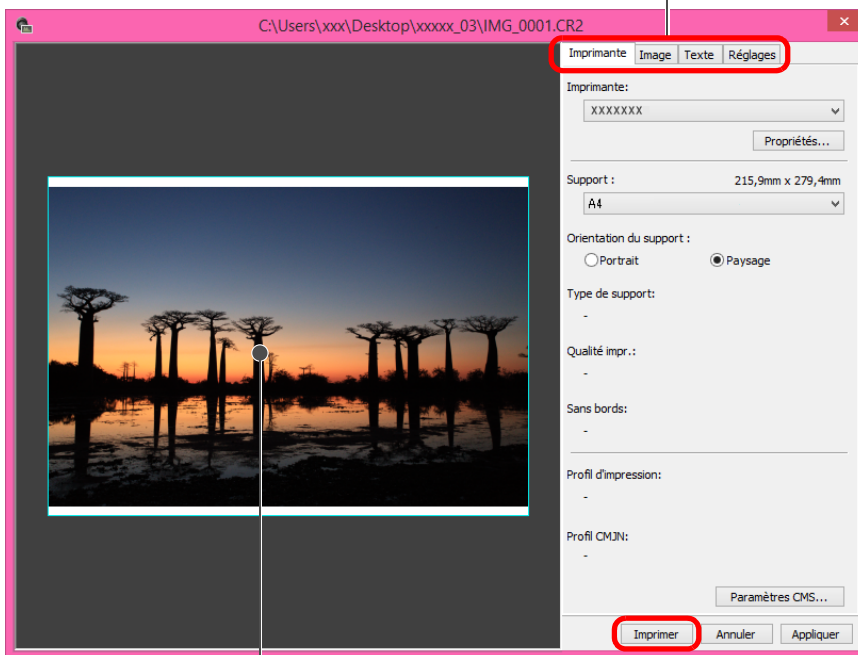 C:\Users\xxx\Desktop\xxxxx_03\IMG_0001.CR2
Imprimante Image Texte Réglages
Imprimante:
XXXXXXX
Propriétés...
Support : 215,9mm x 279,4mm
A4
Orientation du support :
Portrait Paysage
Type de support:
-
Qualité impr.:
-
Sans bords:
-
Profil d'impression:
-
Profil CMJN:
-
Paramètres CMS...
Imprimer Annuler Appliquer